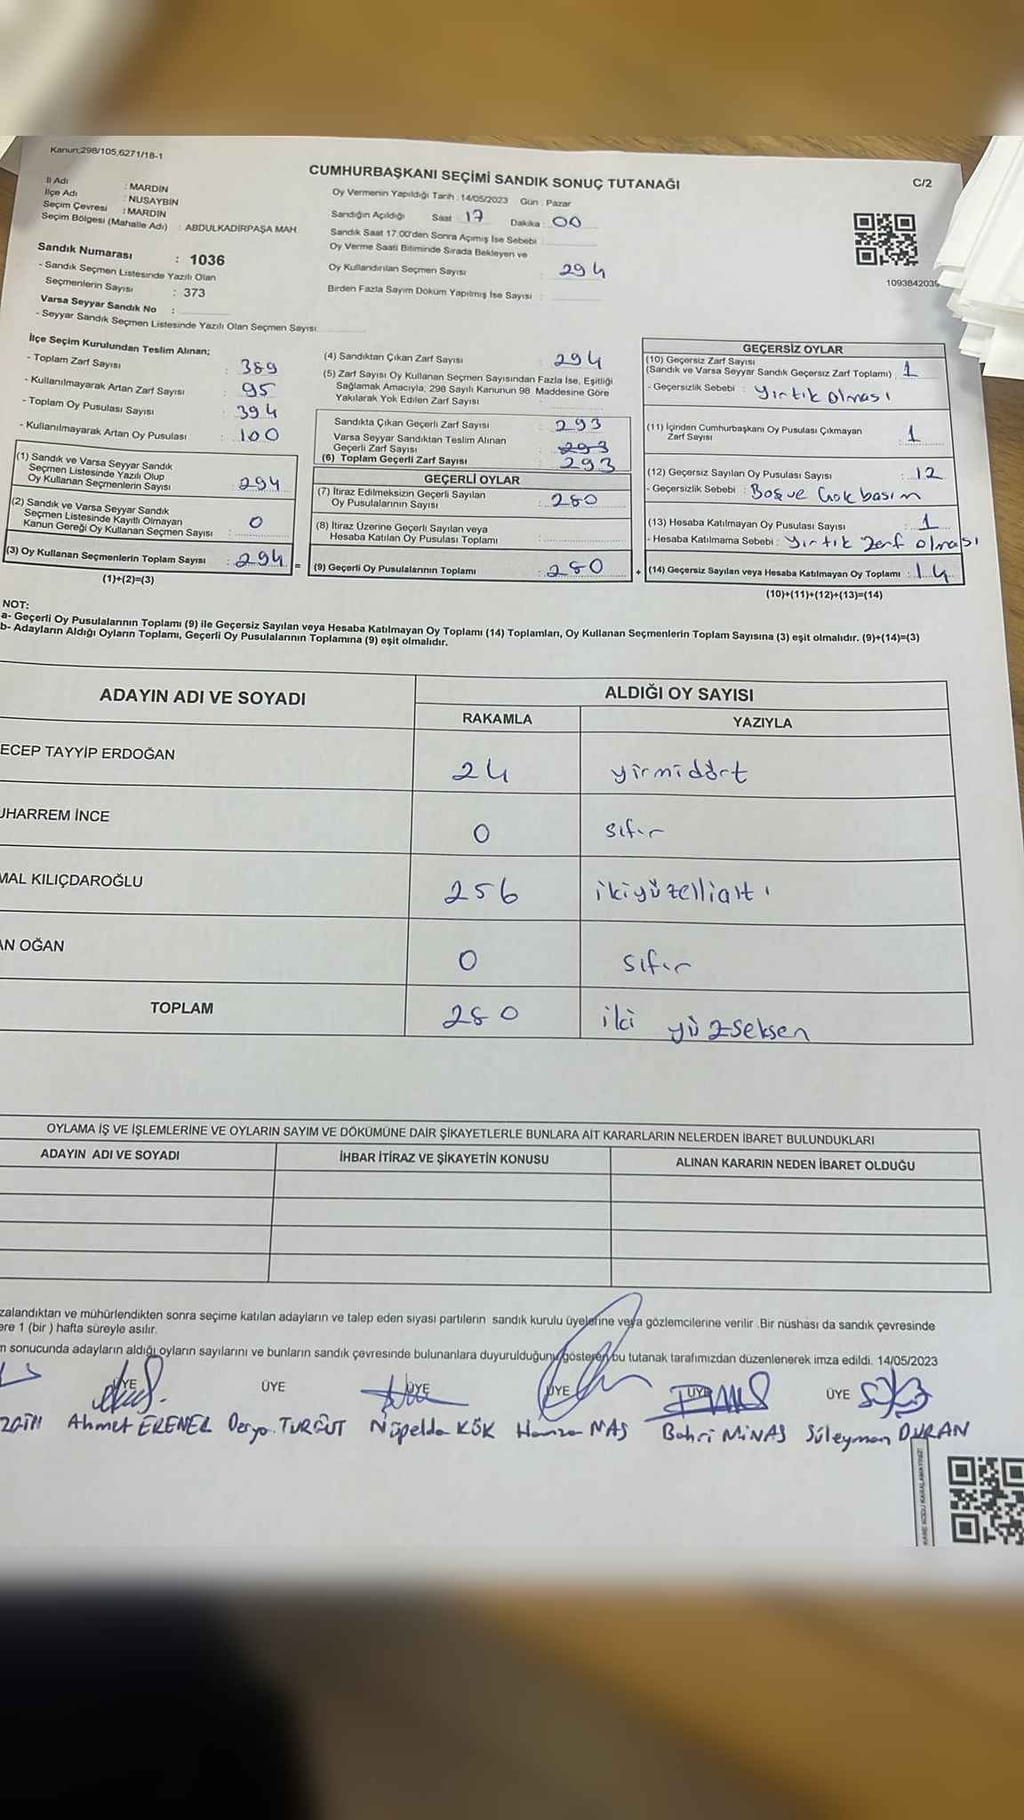 Kanun:298/105,6271/18-1
CUMHURBAŞKANI SEÇİMİ SANDIK SONUÇ TUTANAĞI
C/2
İl Adı : MARDİN
İlçe Adı : NUSAYBİN
Seçim Çevresi : MARDİN
Seçim Bölgesi (Mahalle Adı) : ABDULKADİRPAŞA MAH.
Oy Vermenin Yapıldığı Tarih : 14/05/2023 Gün : Pazar
Sandığın Açıldığı Saat 17 Dakika : 00
Sandık Saat 17.00'den Sonra Açımış İse Sebebi
Oy Verme Saati Bitiminde Sırada Bekleyen ve
Oy Kullandırılan Seçmen Sayısı : 294
Birden Fazla Sayım Döküm Yapılmış İse Sayısı :
Sandık Numarası : 1036
- Sandık Seçmen Listesinde Yazılı Olan
Seçmenlerin Sayısı : 373
Varsa Seyyar Sandık No :
- Seyyar Sandık Seçmen Listesinde Yazılı Olan Seçmen Sayısı
İlçe Seçim Kurulundan Teslim Alınan;
- Toplam Zarf Sayısı : 389
- Kullanılmayarak Artan Zarf Sayısı : 95
- Toplam Oy Pusulası Sayısı : 394
- Kullanılmayarak Artan Oy Pusulası : 100
(1) Sandık ve Varsa Seyyar Sandık
Seçmen Listesinde Yazılı Olup
Oy Kullanan Seçmenlerin Sayısı : 294
(2) Sandık ve Varsa Seyyar Sandık
Seçmen Listesinde Kayıtlı Olmayan
Kanun Gereği Oy Kullanan Seçmen Sayısı : 0
(3) Oy Kullanan Seçmenlerin Toplam Sayısı : 294
(1)+(2)=(3)
(4) Sandıktan Çıkan Zarf Sayısı : 294
(5) Zarf Sayısı Oy Kullanan Seçmen Sayısından Fazla İse, Eşitliği
Sağlamak Amacıyla, 298 Sayılı Kanunun 98. Maddesine Göre
Yakılarak Yok Edilen Zarf Sayısı
Sandıkta Çıkan Geçerli Zarf Sayısı : 293
Varsa Seyyar Sandıktan Teslim Alınan
Geçerli Zarf Sayısı : 293
(6) Toplam Geçerli Zarf Sayısı : 293
GEÇERLİ OYLAR
(7) İtiraz Edilmeksizin Geçerli Sayılan
Oy Pusulalarının Sayısı : 280
(8) İtiraz Üzerine Geçerli Sayılan veya
Hesaba Katılan Oy Pusulası Toplamı :
(9) Geçerli Oy Pusulalarının Toplamı : 280
GEÇERSİZ OYLAR
(10) Geçersiz Zarf Sayısı
(Sandık ve Varsa Seyyar Sandık Geçersiz Zarf Toplamı) : 1
- Geçersizlik Sebebi : Yırtık olması
(11) İçinden Cumhurbaşkanı Oy Pusulası Çıkmayan
Zarf Sayısı : 1
(12) Geçersiz Sayılan Oy Pusulası Sayısı : 12
- Geçersizlik Sebebi : Boş ve Çok basım
(13) Hesaba Katılmayan Oy Pusulası Sayısı : 1
- Hesaba Katılmama Sebebi : Yırtık Zarf olması
(14) Geçersiz Sayılan veya Hesaba Katılmayan Oy Toplamı : 14
(10)+(11)+(12)+(13)=(14)
NOT:
a- Geçerli Oy Pusulalarının Toplamı (9) ile Geçersiz Sayılan veya Hesaba Katılmayan Oy Toplamı (14) Toplamları, Oy Kullanan Seçmenlerin Toplam Sayısına (3) eşit olmalıdır. (9)+(14)=(3)
b- Adayların Aldığı Oyların Toplamı, Geçerli Oy Pusulalarının Toplamına (9) eşit olmalıdır.
ADAYIN ADI VE SOYADI ALDIĞI OY SAYISI
RAKAMLA YAZIYLA
ECEP TAYYİP ERDOĞAN 24 yirmidört
UHARREM İNCE 0 sıfır
MAL KILIÇDAROĞLU 256 ikiyüzellialtı
AN OĞAN 0 sıfır
TOPLAM 280 iki yüzseksen
OYLAMA İŞ VE İŞLEMLERİNE VE OYLARIN SAYIM VE DÖKÜMÜNE DAİR ŞİKAYETLERLE BUNLARA AİT KARARLARIN NELERDEN İBARET BULUNDUKLARI
ADAYIN ADI VE SOYADI İHBAR İTİRAZ VE ŞİKAYETİN KONUSU ALINAN KARARIN NEDEN İBARET OLDUĞU
zalandıktan ve mühürlendikten sonra seçime katılan adayların ve talep eden siyasi partilerin sandık kurulu üyelerine veya gözlemcilerine verilir. Bir nüshası da sandık çevresinde
ere 1 (bir) hafta süreyle asılır.
n sonucunda adayların aldığı oyların sayılarını ve bunların sandık çevresinde bulunanlara duyurulduğunu gösteren bu tutanak tarafımızdan düzenlenerek imza edildi. 14/05/2023
ÜYE ÜYE ÜYE ÜYE ÜYE
Ahmet ERENEL Derya TURGUT Nüpelda KÖK Hamza NAS Bahri MİNAS Süleyman DURAN